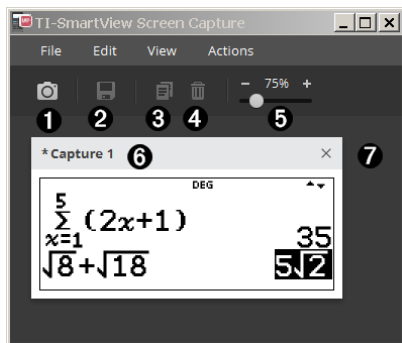 TI-SmartView Screen Capture
File Edit View Actions
− 75% +
1 2 3 4 5
*Capture 1 6 × 7
DEG
5
∑ (2x+1)
x=1 35
√8+√18 5√2